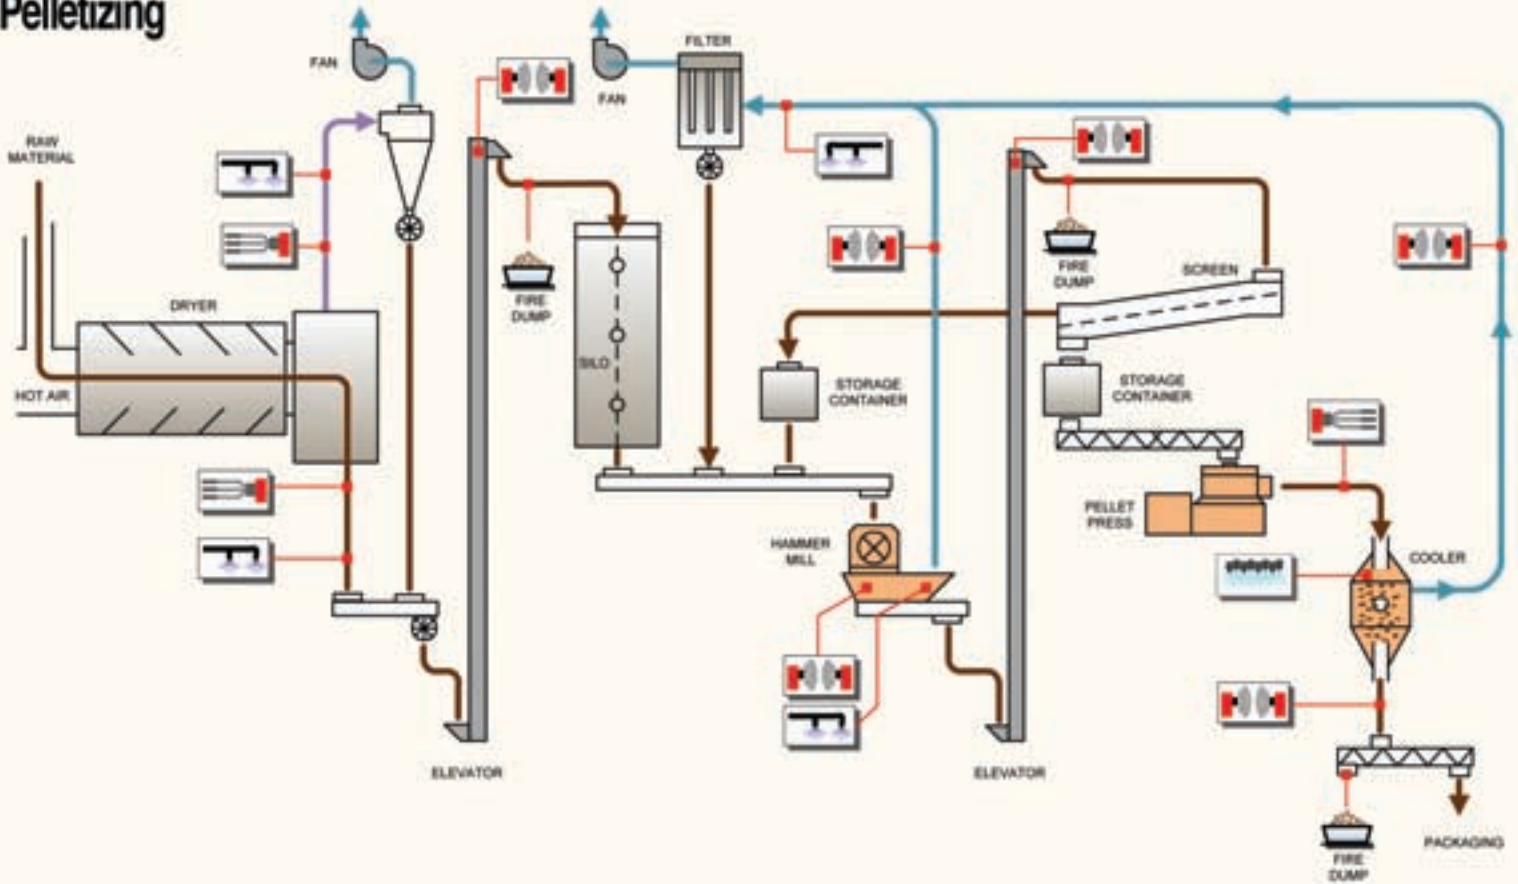 Pelletizing
FAN
FILTER
FAN
RAW
MATERIAL
DRYER
HOT AIR
FIRE
DUMP
SILO
STORAGE
CONTAINER
FIRE
DUMP
SCREEN
STORAGE
CONTAINER
HAMMER
MILL
PELLET
PRESS
COOLER
ELEVATOR
ELEVATOR
FIRE
DUMP
PACKAGING